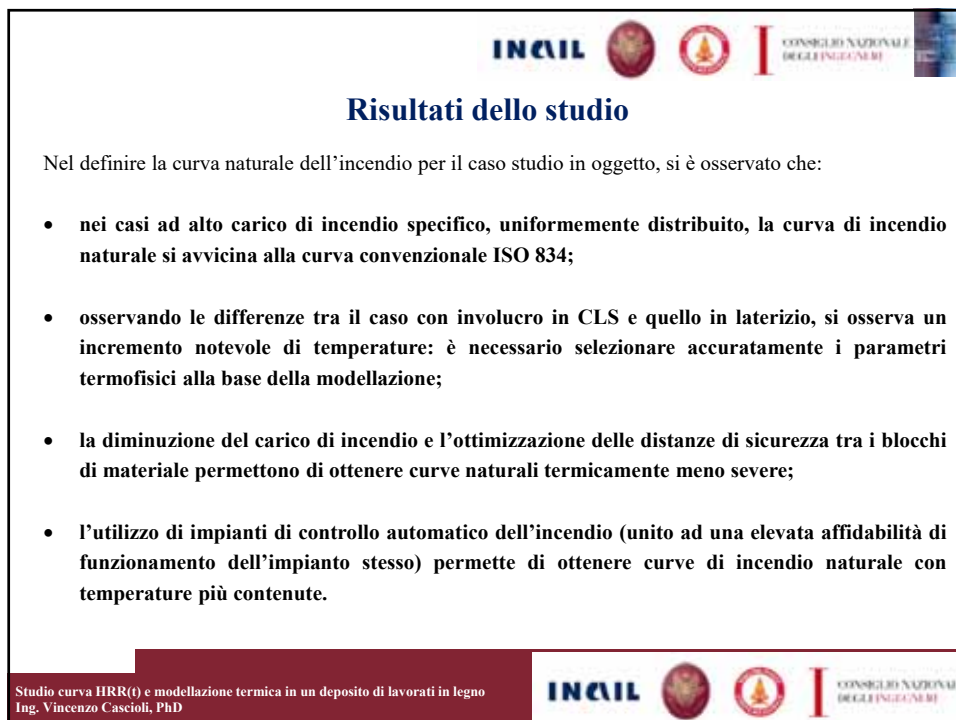 INAIL
CONSIGLIO NAZIONALE
DEGLI INGEGNERI
Risultati dello studio
Nel definire la curva naturale dell'incendio per il caso studio in oggetto, si è osservato che:
• nei casi ad alto carico di incendio specifico, uniformemente distribuito, la curva di incendio
naturale si avvicina alla curva convenzionale ISO 834;
• osservando le differenze tra il caso con involucro in CLS e quello in laterizio, si osserva un
incremento notevole di temperature: è necessario selezionare accuratamente i parametri
termofisici alla base della modellazione;
• la diminuzione del carico di incendio e l'ottimizzazione delle distanze di sicurezza tra i blocchi
di materiale permettono di ottenere curve naturali termicamente meno severe;
• l'utilizzo di impianti di controllo automatico dell'incendio (unito ad una elevata affidabilità di
funzionamento dell'impianto stesso) permette di ottenere curve di incendio naturale con
temperature più contenute.
Studio curva HRR(t) e modellazione termica in un deposito di lavorati in legno
Ing. Vincenzo Cascioli, PhD
INAIL
CONSIGLIO NAZIONAL
DEGLI INGEGNERI